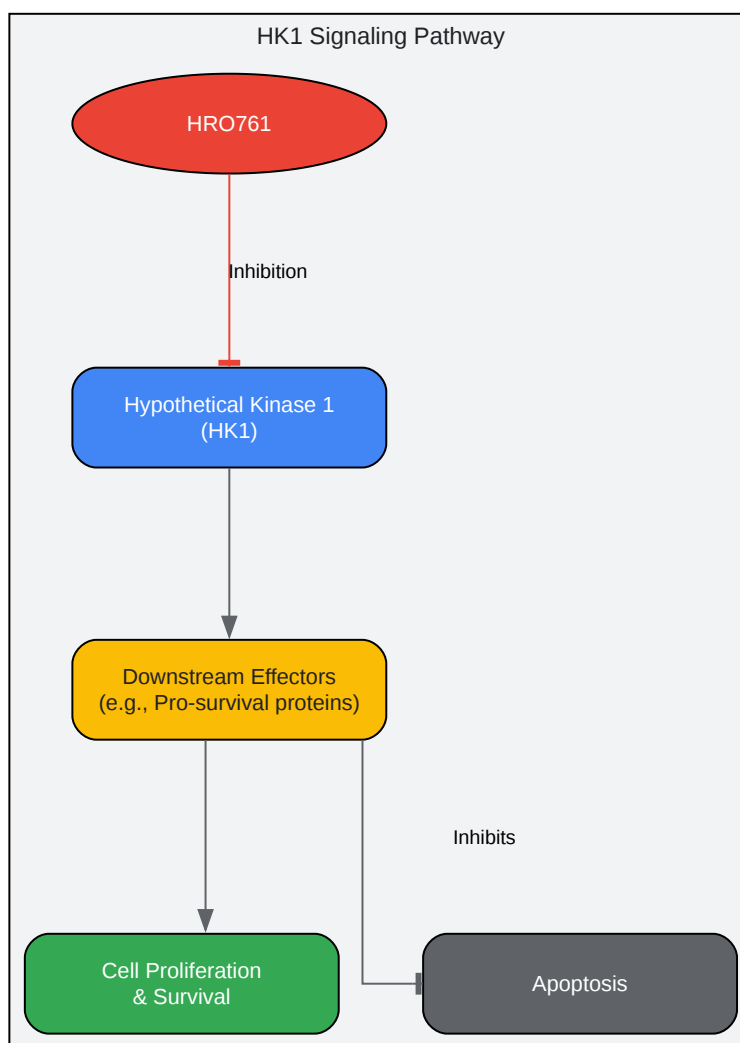 HK1 Signaling Pathway
HRO761
Inhibition
Hypothetical Kinase 1
(HK1)
Downstream Effectors
(e.g., Pro-survival proteins)
Inhibits
Cell Proliferation
& Survival
Apoptosis